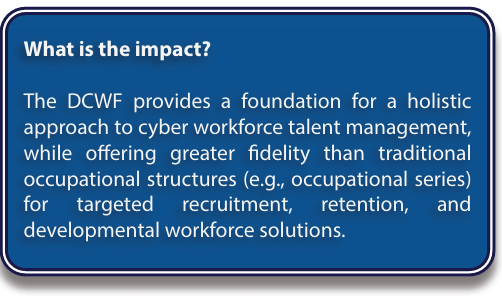 What is the impact?
The DCWF provides a foundation for a holistic
approach to cyber workforce talent management,
while offering greater fidelity than traditional
occupational structures (e.g., occupational series)
for targeted recruitment, retention, and
developmental workforce solutions.